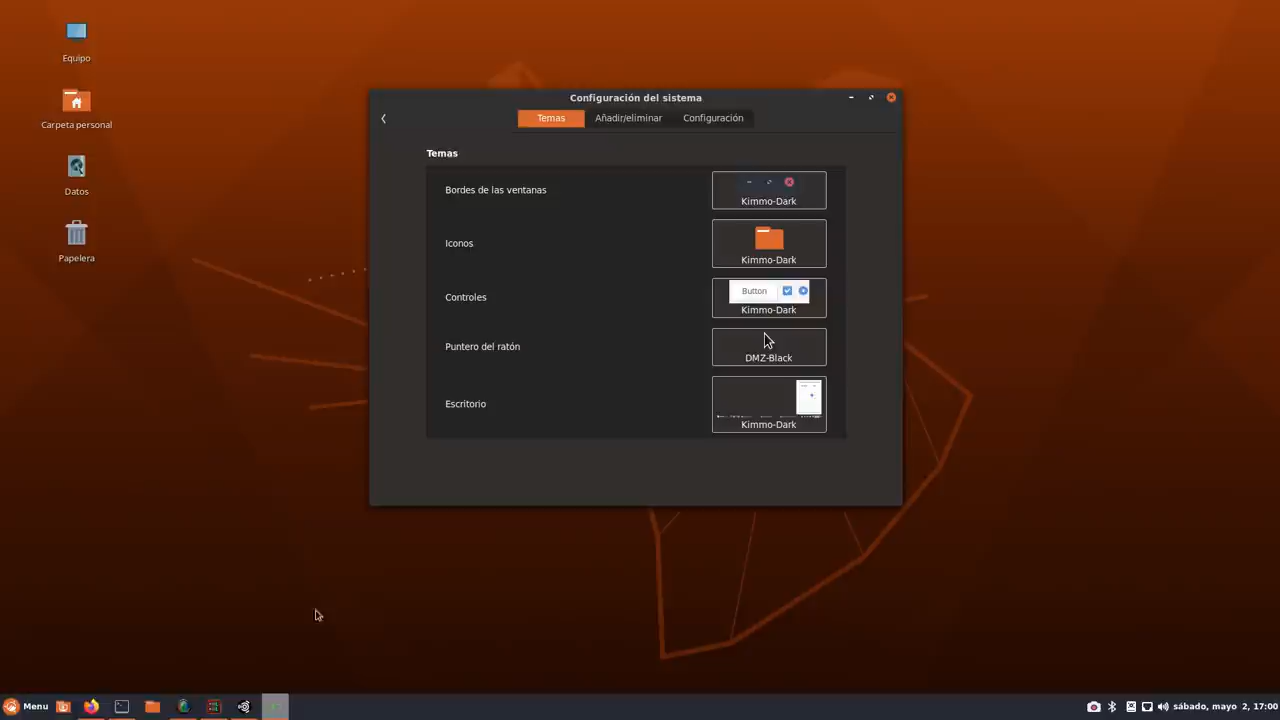 Equipo
Carpeta personal
Datos
Papelera
Configuración del sistema
Temas
Añadir/eliminar
Configuración
Temas
Bordes de las ventanas
Kimmo-Dark
Iconos
Kimmo-Dark
Controles
Button
Kimmo-Dark
Puntero del ratón
DMZ-Black
Escritorio
Kimmo-Dark
Menu
sábado, mayo 2, 17:00